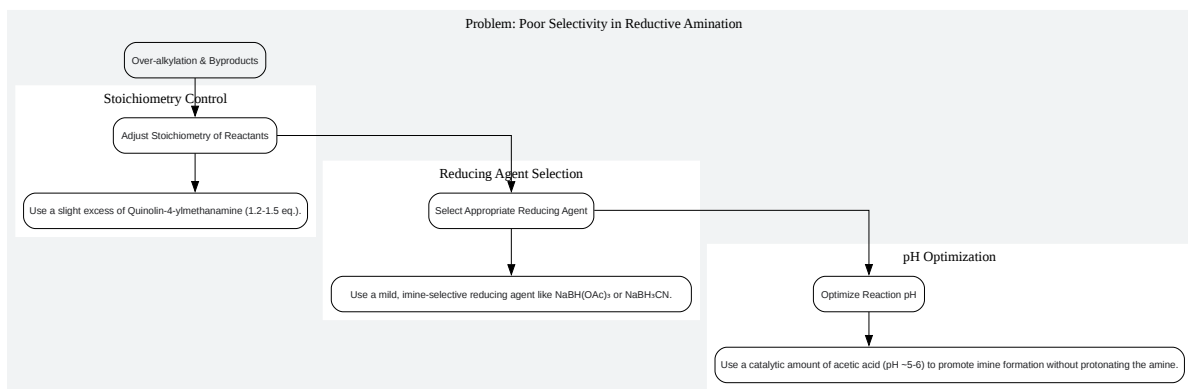 Problem: Poor Selectivity in Reductive Amination
Over-alkylation & Byproducts
Stoichiometry Control
Adjust Stoichiometry of Reactants
Use a slight excess of Quinolin-4-ylmethanamine (1.2-1.5 eq.).
Reducing Agent Selection
Select Appropriate Reducing Agent
Use a mild, imine-selective reducing agent like NaBH(OAc)₃ or NaBH₃CN.
pH Optimization
Optimize Reaction pH
Use a catalytic amount of acetic acid (pH ~5-6) to promote imine formation without protonating the amine.